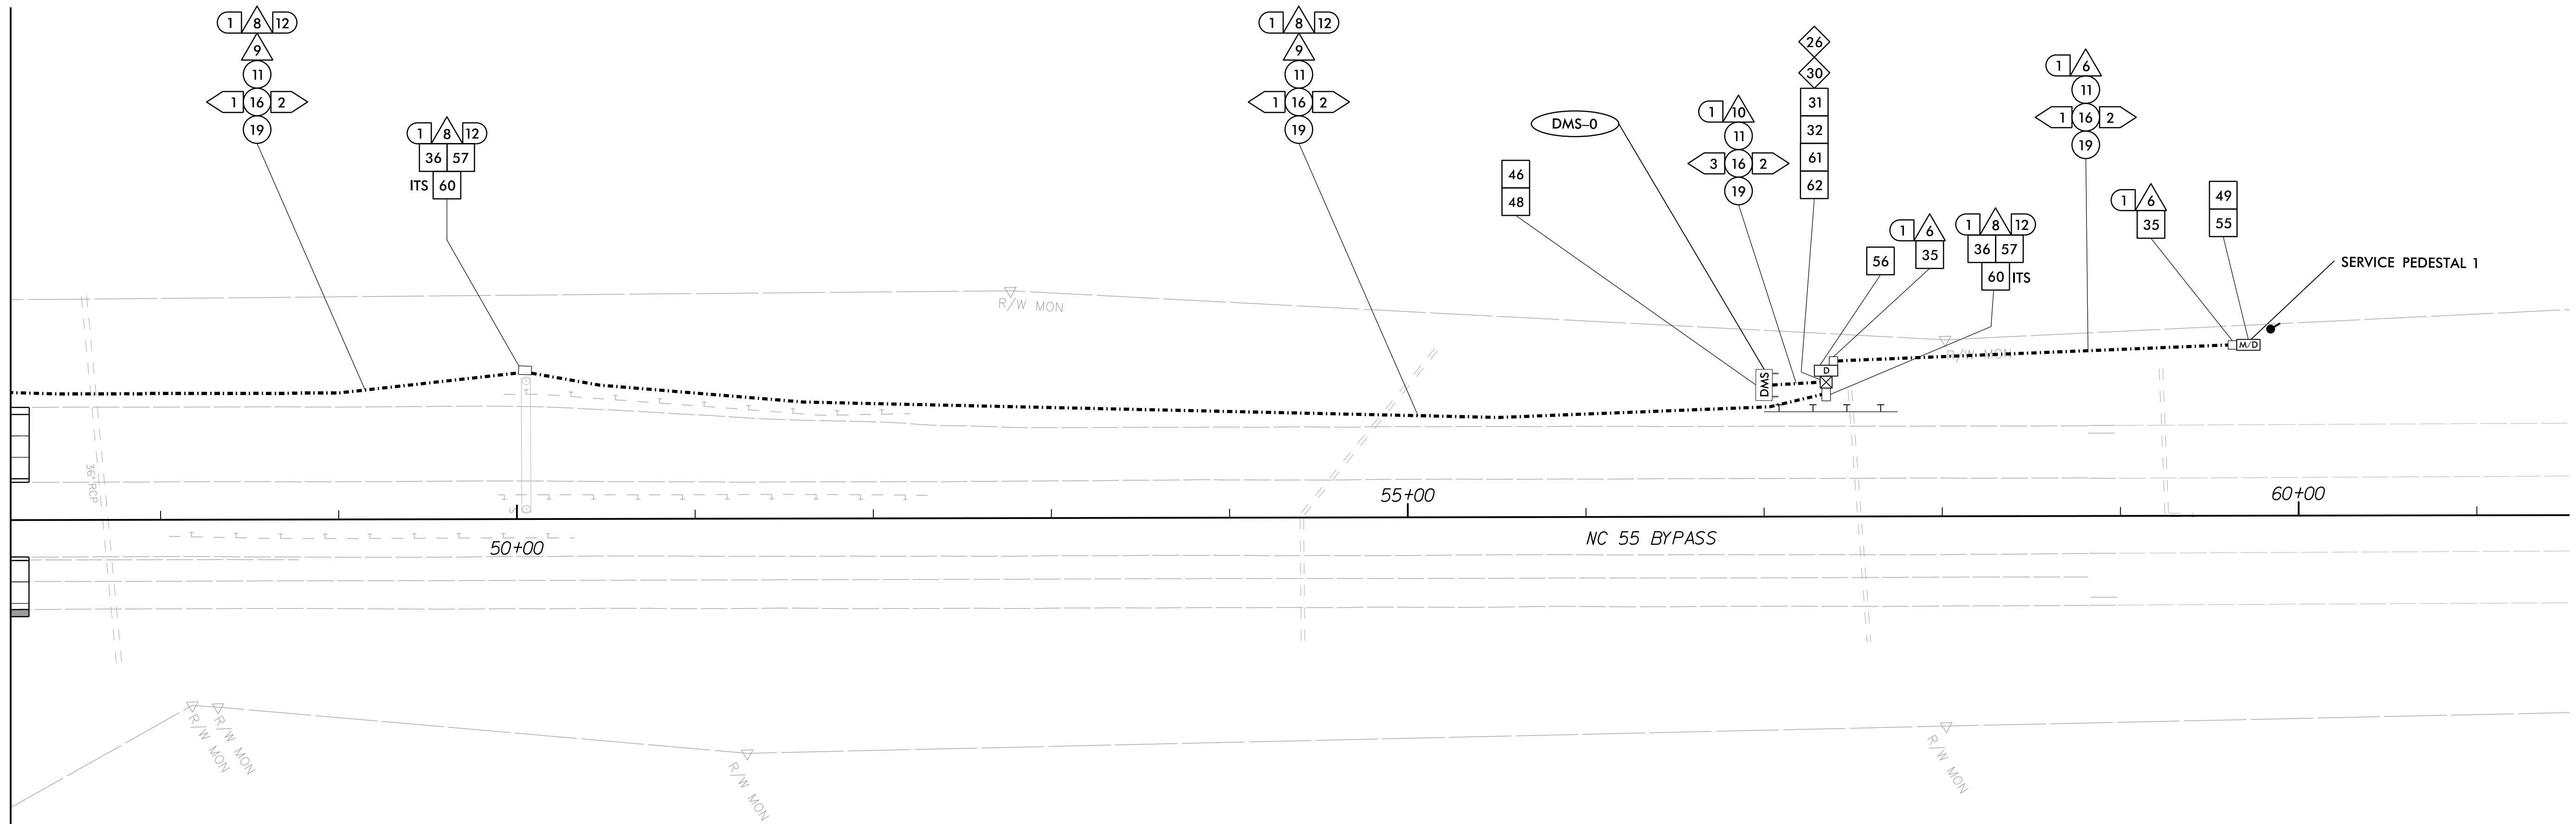 1 8 12
9
11
1 16 2
19
1 8 12
36 57
ITS 60
1 8 12
9
11
1 16 2
19
46
48
DMS-0
1 10
11
3 16 2
19
26
30
31
32
61
62
56
1 6
35
1 8 12
36 57
60 ITS
1 6
11
1 16 2
19
1 6
35
49
55
SERVICE PEDESTAL 1
R/W MON
R/W MON
DMS
D
M/D
36" RCP
S
55+00
60+00
50+00
NC 55 BYPASS
R/W MON
R/W MON
R/W MON
R/W MON